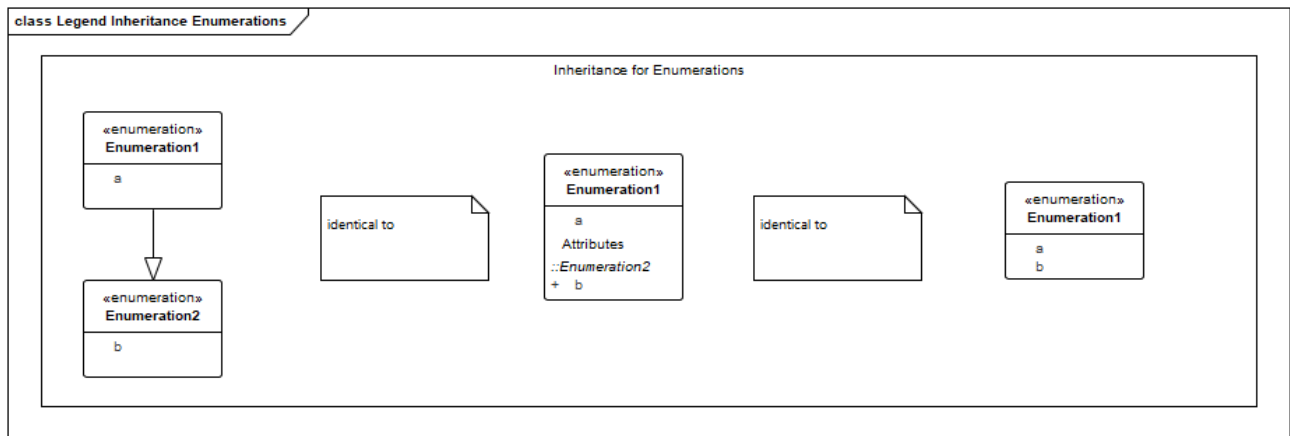 class Legend Inheritance Enumerations
Inheritance for Enumerations
«enumeration»
Enumeration1
a
«enumeration»
Enumeration2
b
identical to
«enumeration»
Enumeration1
a
Attributes
::Enumeration2
+ b
identical to
«enumeration»
Enumeration1
a
b